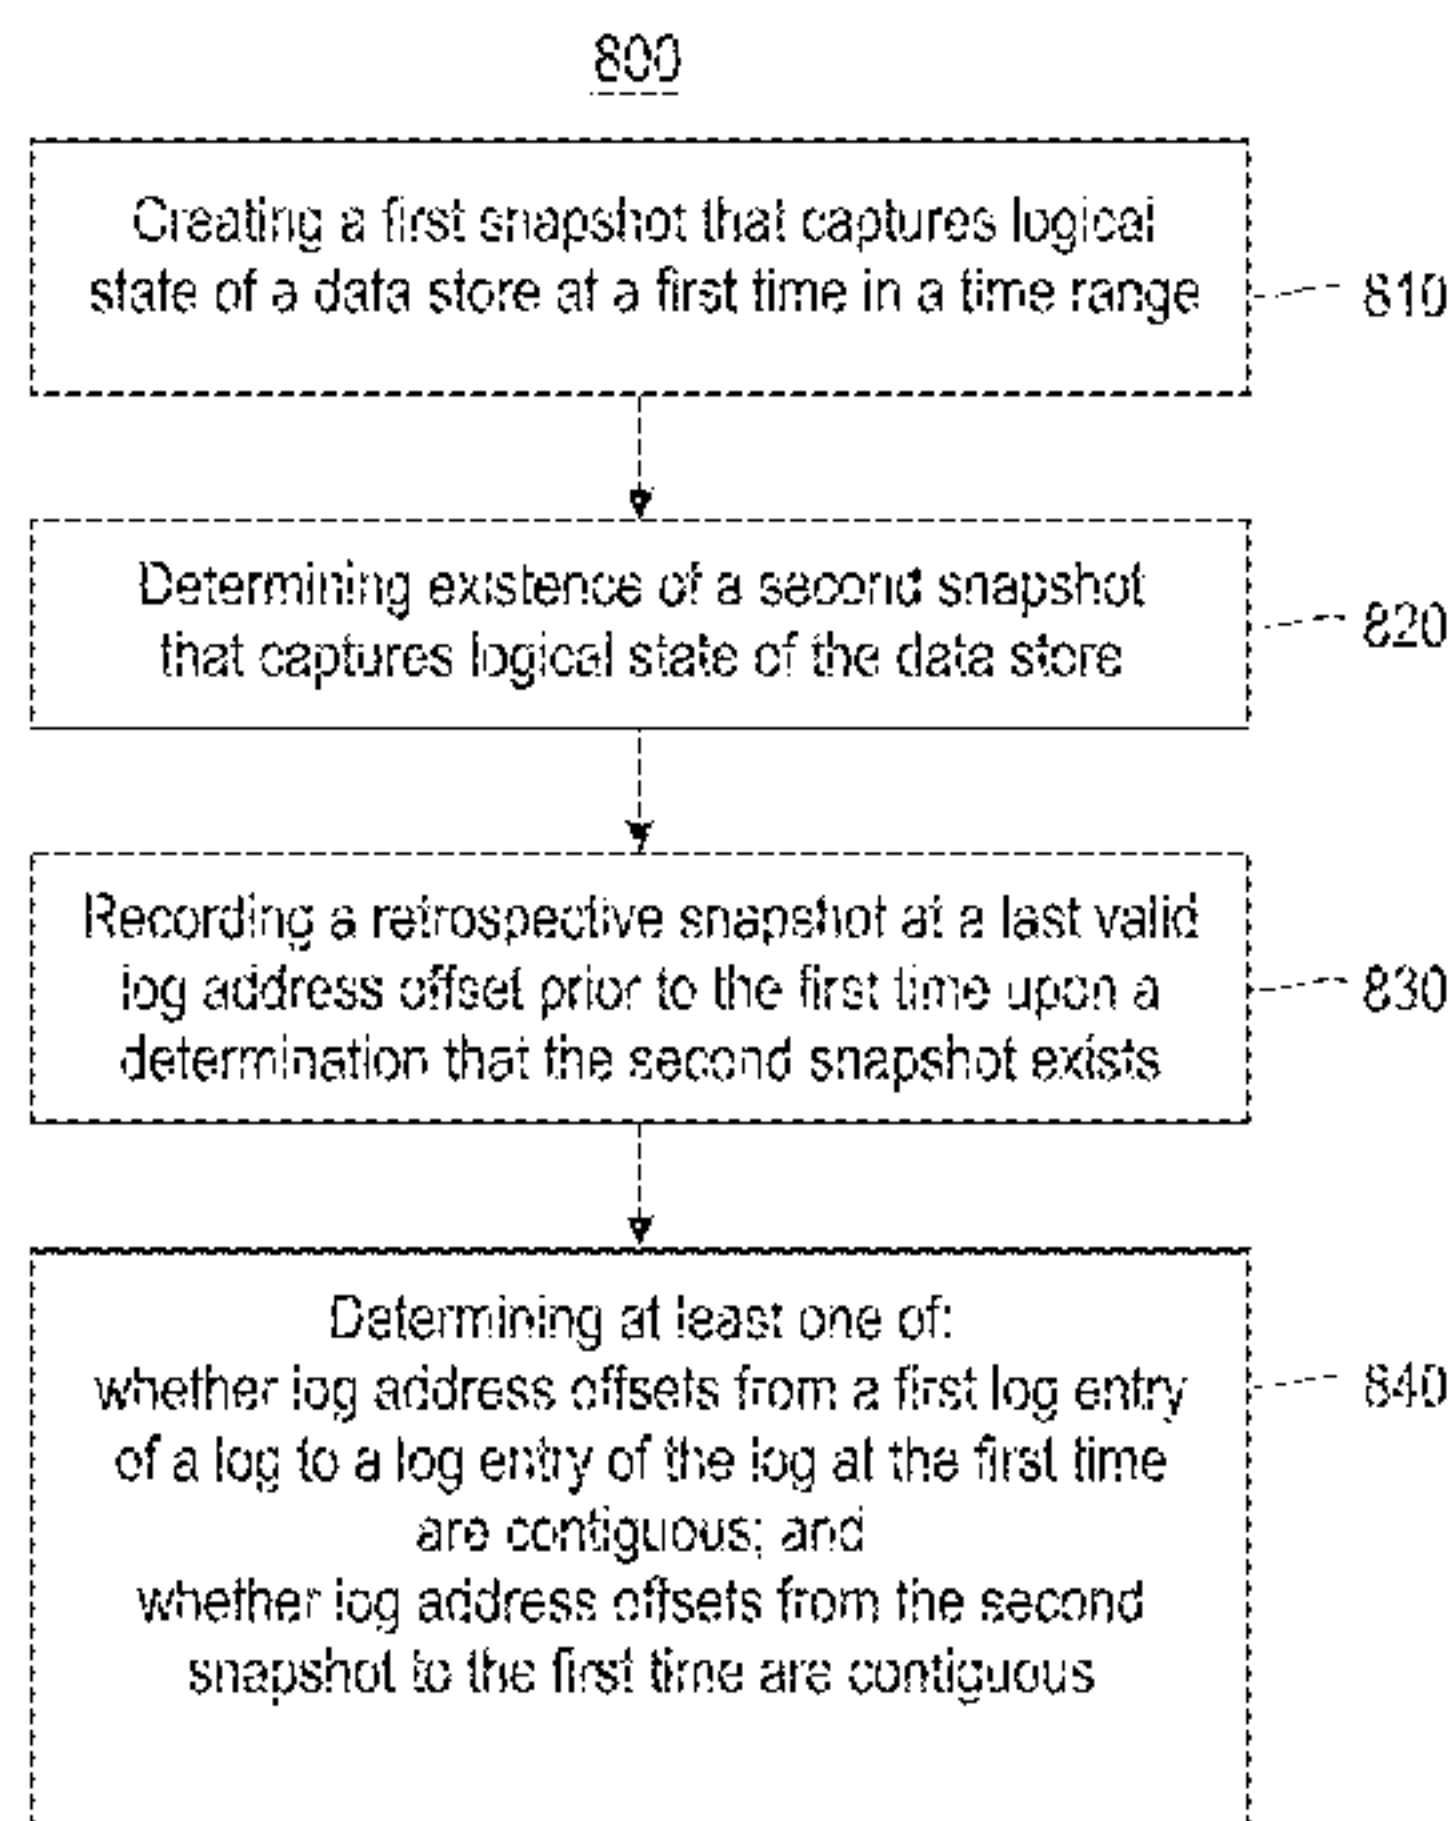 800
Creating a first snapshot that captures logical
state of a data store at a first time in a time range
810
Determining existence of a second snapshot
that captures logical state of the data store
820
Recording a retrospective snapshot at a last valid
log address offset prior to the first time upon a
determination that the second snapshot exists
830
Determining at least one of:
whether log address offsets from a first log entry
of a log to a log entry of the log at the first time
are contiguous; and
whether log address offsets from the second
snapshot to the first time are contiguous
840